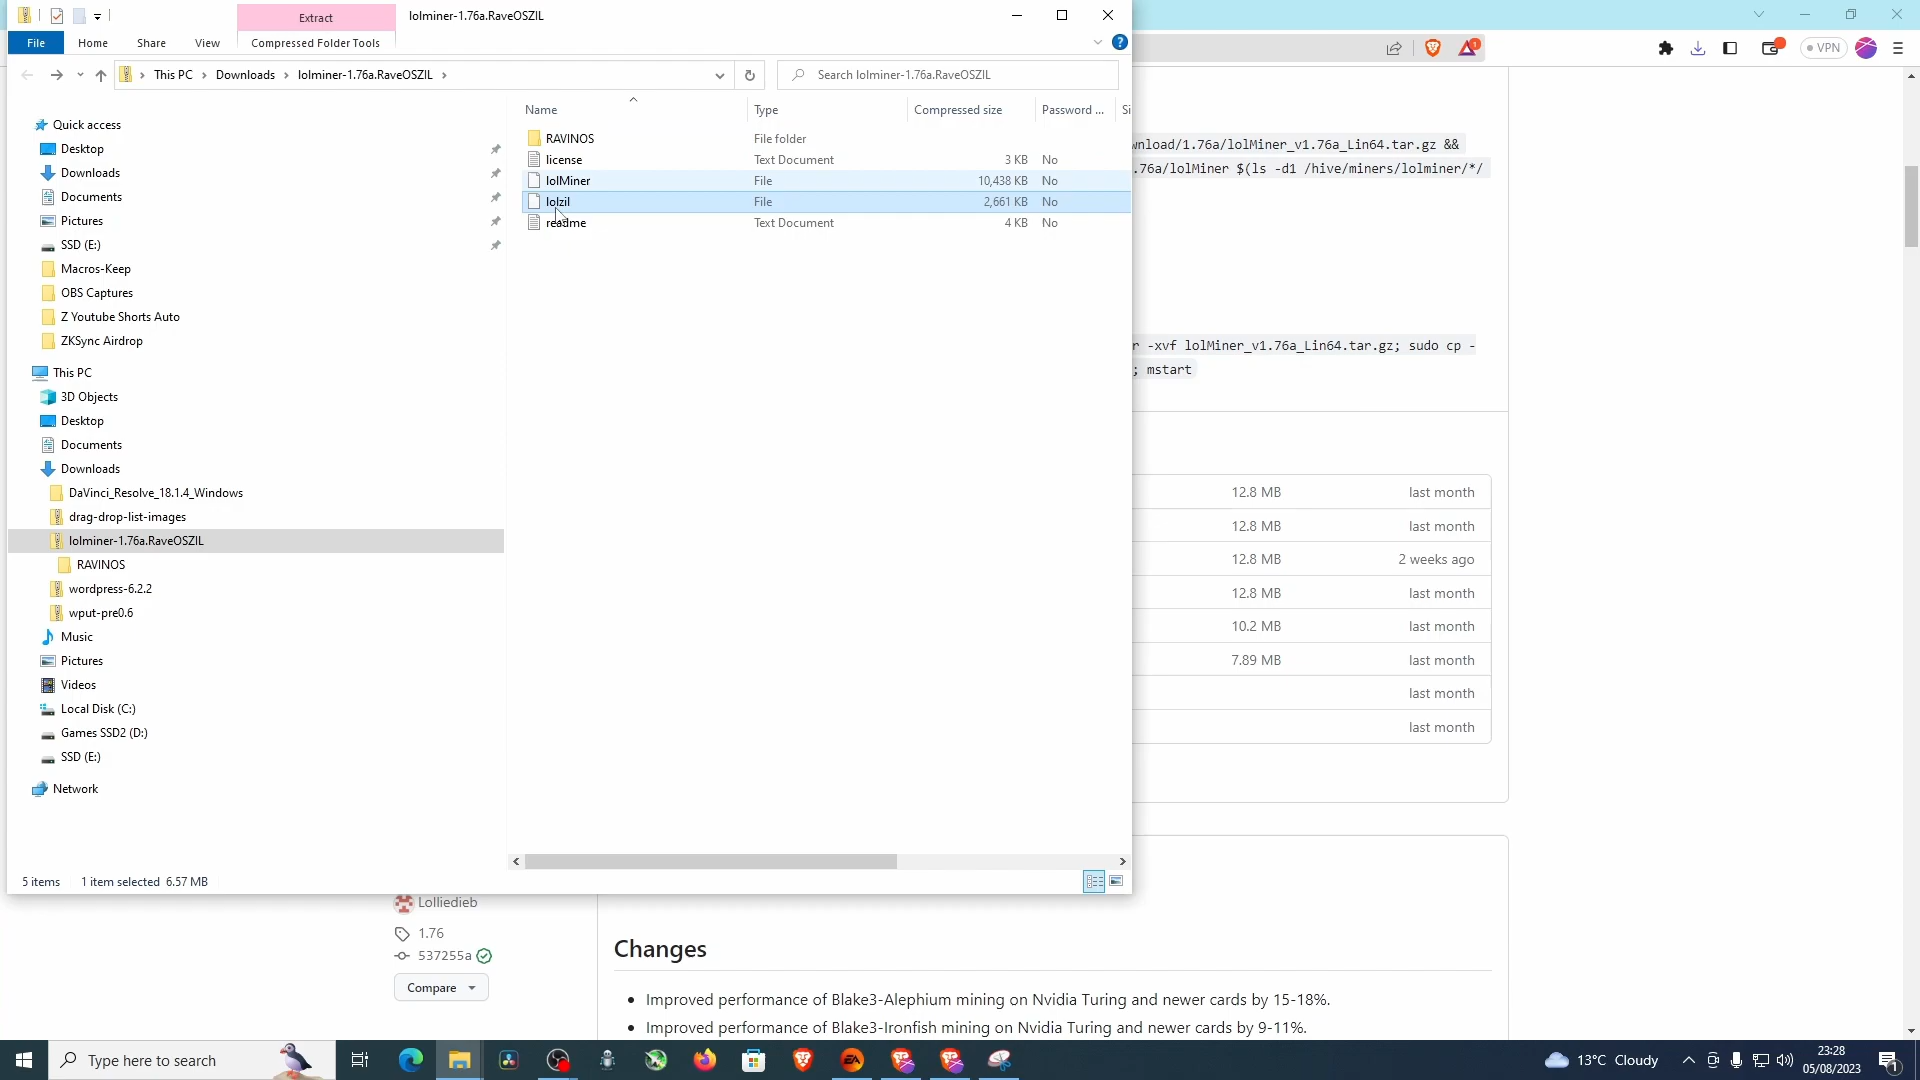 Extract
lolminer-1.76a.RaveOSZIL
File
Home
Share
View
Compressed Folder Tools
?
This PC
Downloads
lolminer-1.76a.RaveOSZIL
Search lolminer-1.76a.RaveOSZIL
VPN
1
Name
Type
Compressed size
Password ...
Si
RAVINOS File folder
license Text Document 3 KB No
lolMiner File 10,438 KB No
lolzil File 2,661 KB No
readme Text Document 4 KB No
Quick access
Desktop
Downloads
Documents
Pictures
SSD (E:)
Macros-Keep
OBS Captures
Z Youtube Shorts Auto
ZKSync Airdrop
This PC
3D Objects
Desktop
Documents
Downloads
DaVinci_Resolve_18.1.4_Windows
drag-drop-list-images
lolminer-1.76a.RaveOSZIL
RAVINOS
wordpress-6.2.2
wput-pre0.6
Music
Pictures
Videos
Local Disk (C:)
Games SSD2 (D:)
SSD (E:)
Network
5 items
1 item selected 6.57 MB
wnload/1.76a/lolMiner_v1.76a_Lin64.tar.gz &&
.76a/lolMiner $(ls -d1 /hive/miners/lolminer/*/
r -xvf lolMiner_v1.76a_Lin64.tar.gz; sudo cp -
; mstart
12.8 MB last month
12.8 MB last month
12.8 MB 2 weeks ago
12.8 MB last month
10.2 MB last month
7.89 MB last month
last month
last month
Lolliedieb
1.76
537255a
Compare
Changes
Improved performance of Blake3-Alephium mining on Nvidia Turing and newer cards by 15-18%.
Improved performance of Blake3-Ironfish mining on Nvidia Turing and newer cards by 9-11%.
Type here to search
EA
13°C Cloudy
23:28
05/08/2023
1